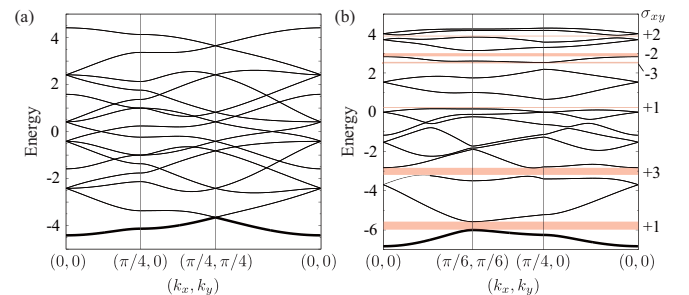 (a)
(b)
σxy
4
2
0
-2
-4
Energy
(0, 0)
(π/4, 0)
(π/4, π/4)
(0, 0)
(kx, ky)
4
2
0
-2
-4
-6
Energy
+2
-2
-3
+1
+3
+1
(0, 0)
(π/6, π/6)
(π/4, 0)
(0, 0)
(kx, ky)